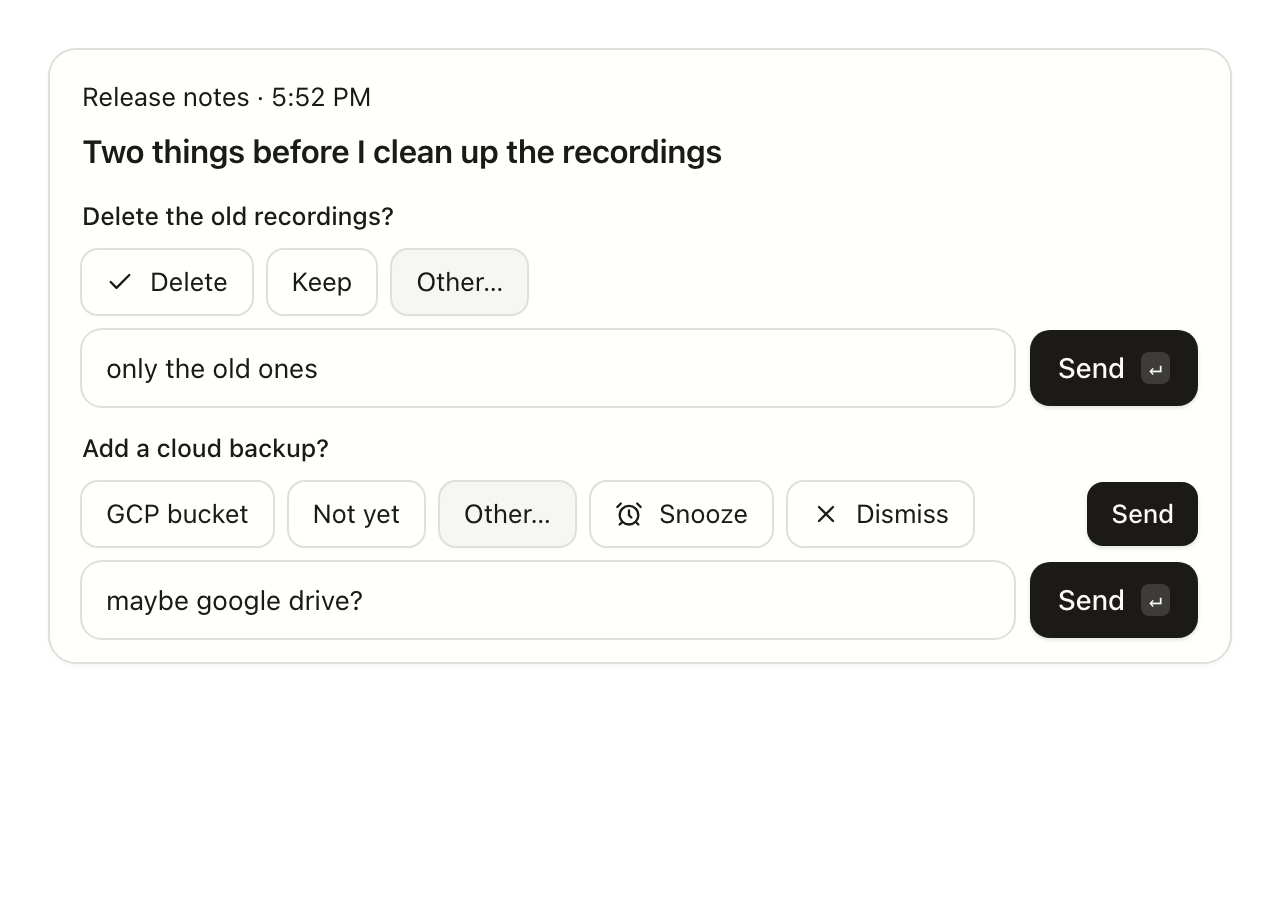 Release notes · 5:52 PM
Two things before I clean up the recordings
Delete the old recordings?
Delete Keep Other...
only the old ones Send ↵
Add a cloud backup?
GCP bucket Not yet Other... Snooze Dismiss Send
maybe google drive? Send ↵